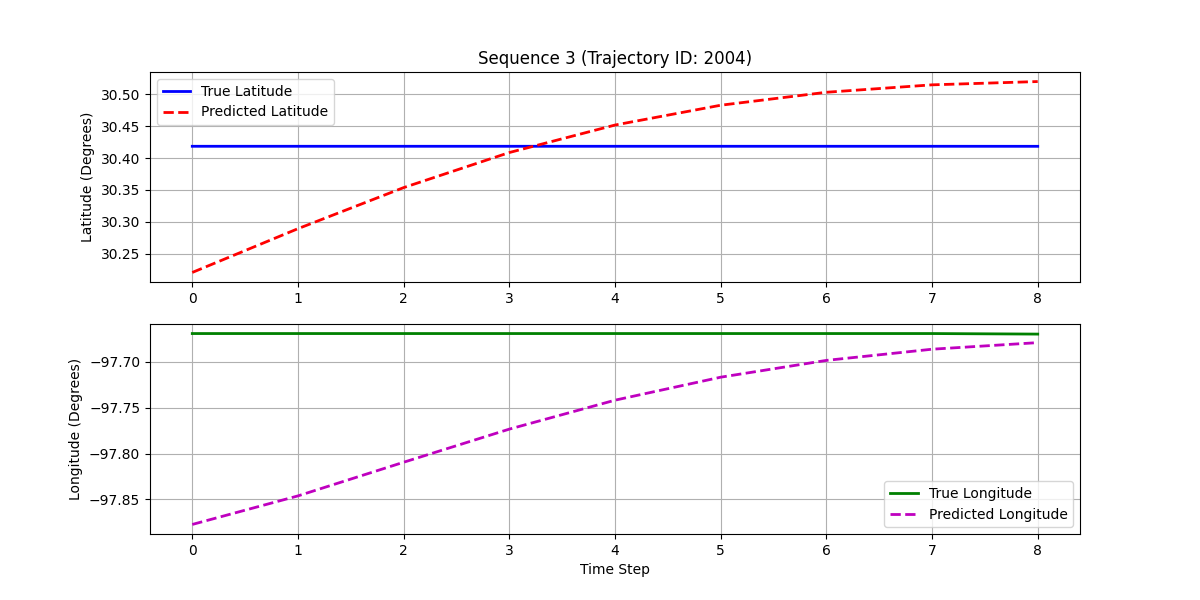 Sequence 3 (Trajectory ID: 2004)
True Latitude
Predicted Latitude
Latitude (Degrees)
30.50
30.45
30.40
30.35
30.30
30.25
0 1 2 3 4 5 6 7 8
Longitude (Degrees)
−97.70
−97.75
−97.80
−97.85
True Longitude
Predicted Longitude
0 1 2 3 4 5 6 7 8
Time Step